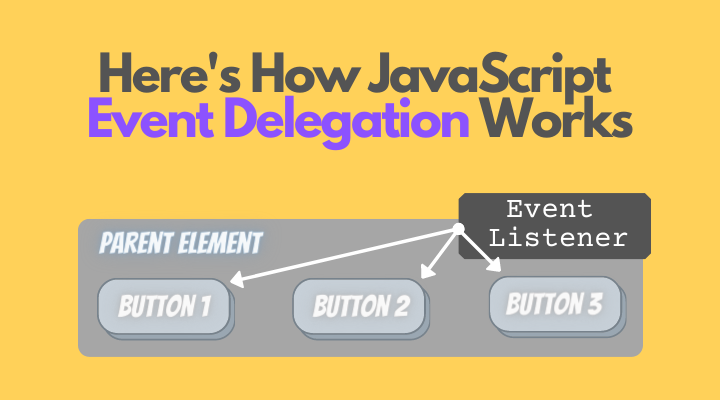 Here's How JavaScript
Event Delegation Works
Event
Listener
PARENT ELEMENT
BUTTON 1
BUTTON 2
BUTTON 3